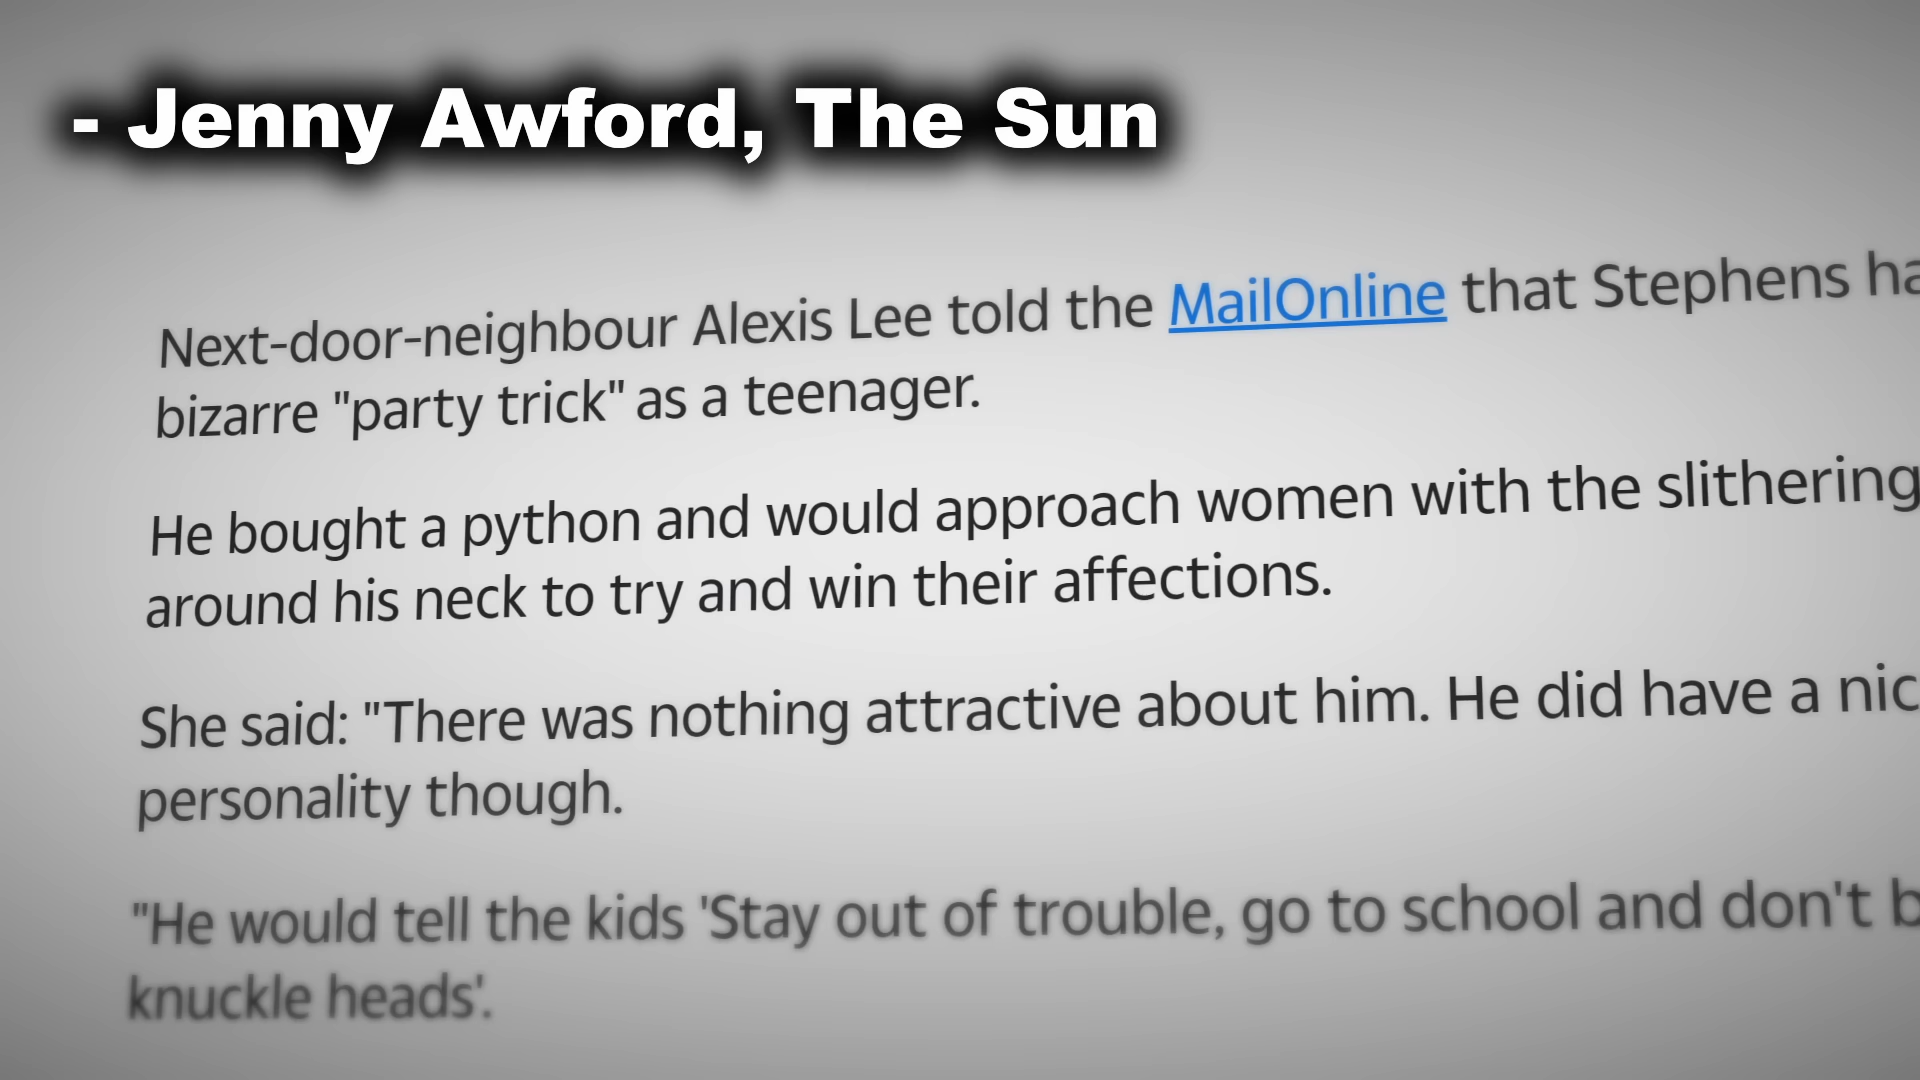 - Jenny Awford, The Sun
Next-door-neighbour Alexis Lee told the MailOnline that Stephens
bizarre "party trick" as a teenager.
He bought a python and would approach women with the slithering
around his neck to try and win their affections.
She said: "There was nothing attractive about him. He did have a
personality though.
"He would tell the kids 'Stay out of trouble, go to school and don't
knuckle heads'.